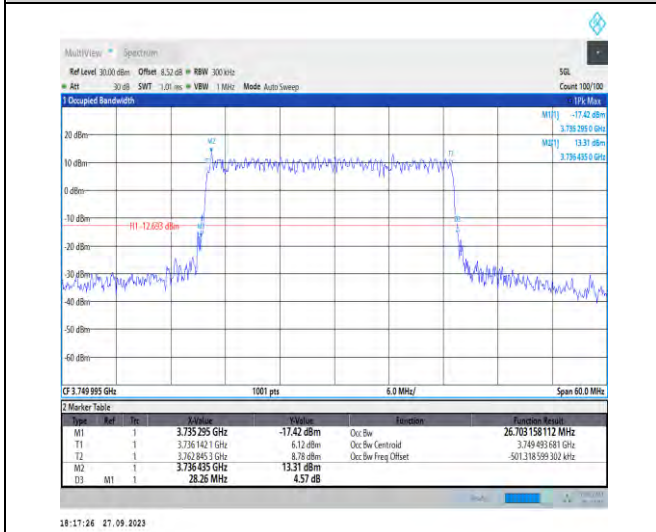 MultiView Spectrum
Ref Level 30.00 dBm Offset 8.52 dB RBW 300 kHz SGL
Att 30 dB SWT 1.01 ms VBW 1 MHz Mode Auto Sweep Count 100/100
1 Occupied Bandwidth 1Pk Max
M1[1] -17.42 dBm
3.735 295 0 GHz
M2[1] 13.31 dBm
3.736 435 0 GHz
20 dBm
M2
T1
10 dBm
0 dBm
-10 dBm
H1 -12.693 dBm
-20 dBm
-30 dBm
-40 dBm
-50 dBm
-60 dBm
CF 3.749 995 GHz 1001 pts 6.0 MHz/ Span 60.0 MHz
2 Marker Table
Type Ref Trc X-Value Y-Value Function Function Result
M1 1 3.735 295 GHz -17.42 dBm Occ Bw 26.703 158 112 MHz
T1 1 3.736 142 1 GHz 6.12 dBm Occ Bw Centroid 3.749 493 681 GHz
T2 1 3.762 845 3 GHz 8.78 dBm Occ Bw Freq Offset -501.318 599 302 kHz
M2 1 3.736 435 GHz 13.31 dBm
D3 M1 1 28.26 MHz 4.57 dB
18:17:26 27.09.2023